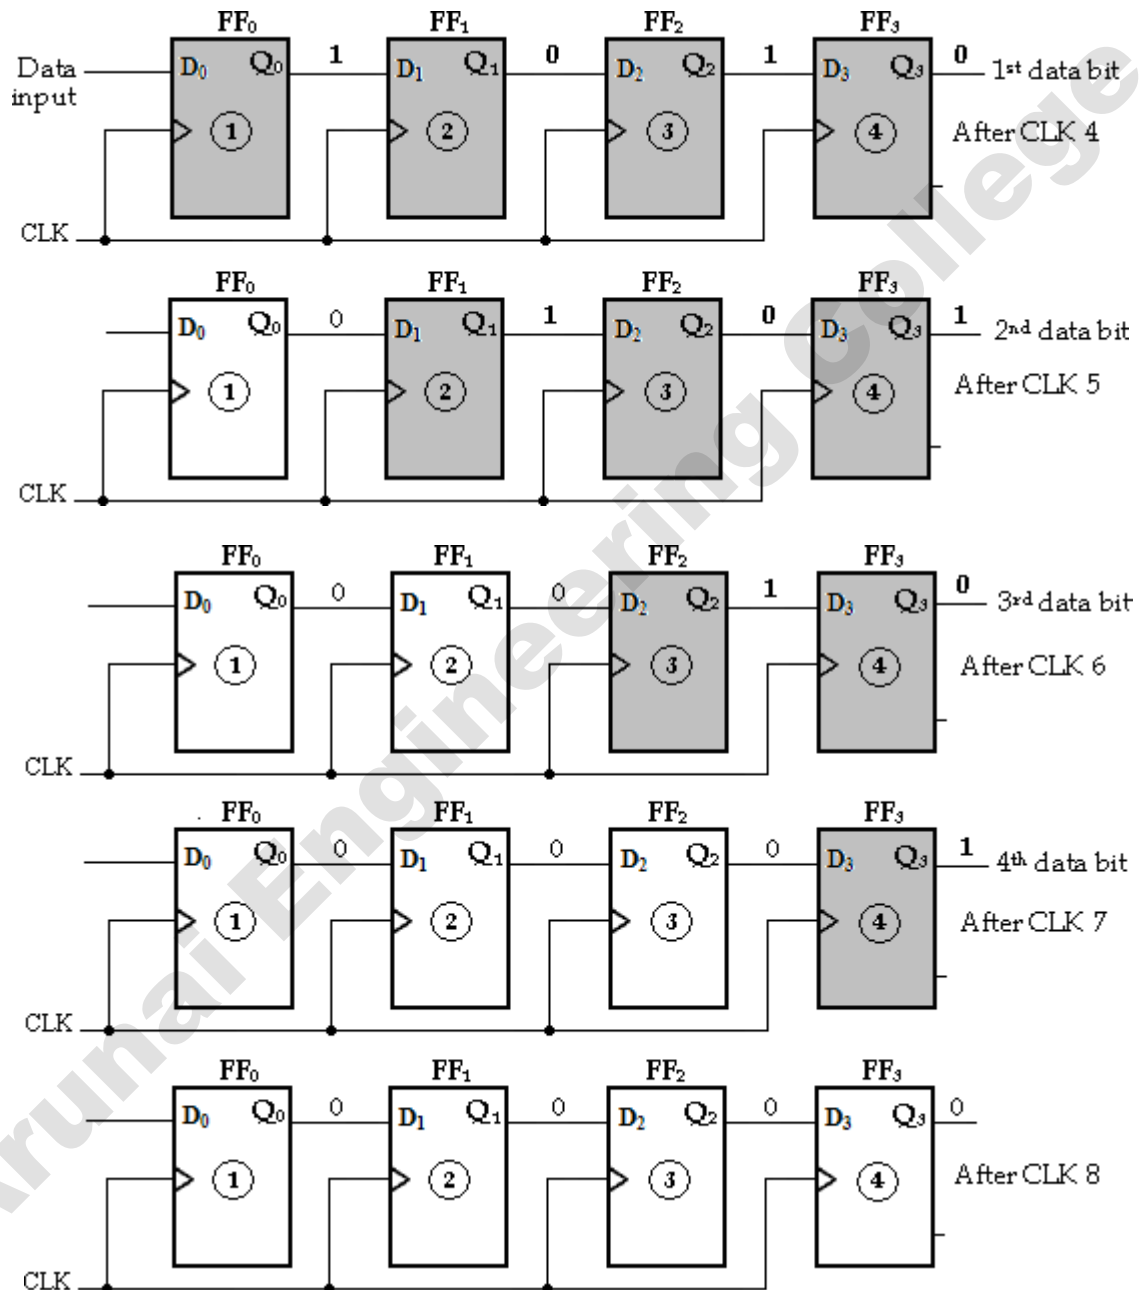 FF₀ FF₁ FF₂ FF₃
Data input D₀ Q₀ 1 D₁ Q₁ 0 D₂ Q₂ 1 D₃ Q₃ 0 1st data bit
1 2 3 4 After CLK 4
CLK
FF₀ FF₁ FF₂ FF₃
D₀ Q₀ 0 D₁ Q₁ 1 D₂ Q₂ 0 D₃ Q₃ 1 2nd data bit
1 2 3 4 After CLK 5
CLK
FF₀ FF₁ FF₂ FF₃
D₀ Q₀ 0 D₁ Q₁ 0 D₂ Q₂ 1 D₃ Q₃ 0 3rd data bit
1 2 3 4 After CLK 6
CLK
FF₀ FF₁ FF₂ FF₃
D₀ Q₀ 0 D₁ Q₁ 0 D₂ Q₂ 0 D₃ Q₃ 1 4th data bit
1 2 3 4 After CLK 7
CLK
FF₀ FF₁ FF₂ FF₃
D₀ Q₀ 0 D₁ Q₁ 0 D₂ Q₂ 0 D₃ Q₃ 0
1 2 3 4 After CLK 8
CLK
Arunai Engineering College